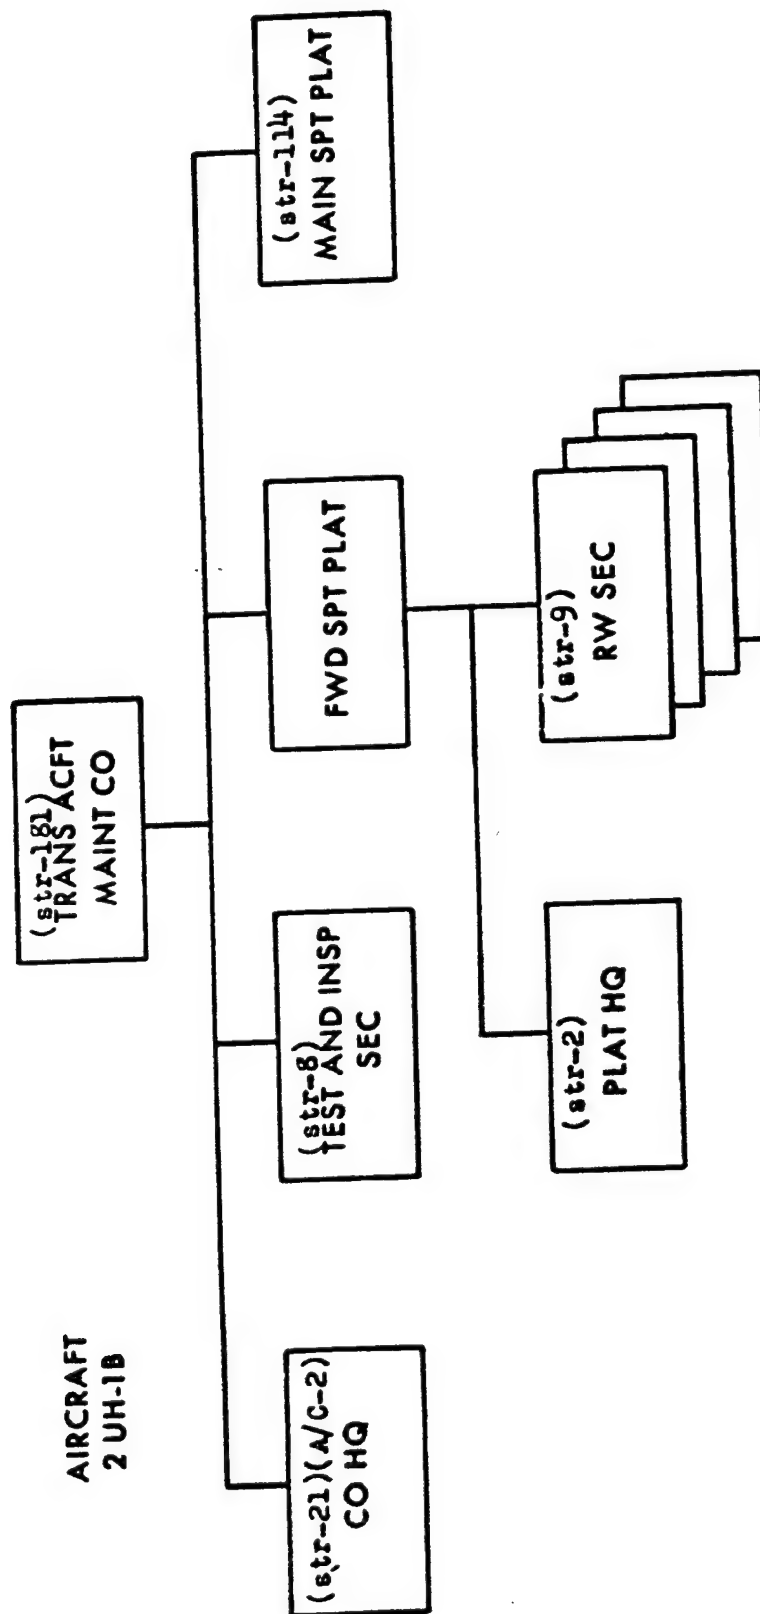 AIRCRAFT
2 UH-1B
(str-181)
TRANS ACFT
MAINT CO
(str-21)(A/C-2)
CO HQ
(str-8)
TEST AND INSP
SEC
FWD SPT PLAT
(str-114)
MAIN SPT PLAT
(str-2)
PLAT HQ
(str-9)
RW SEC